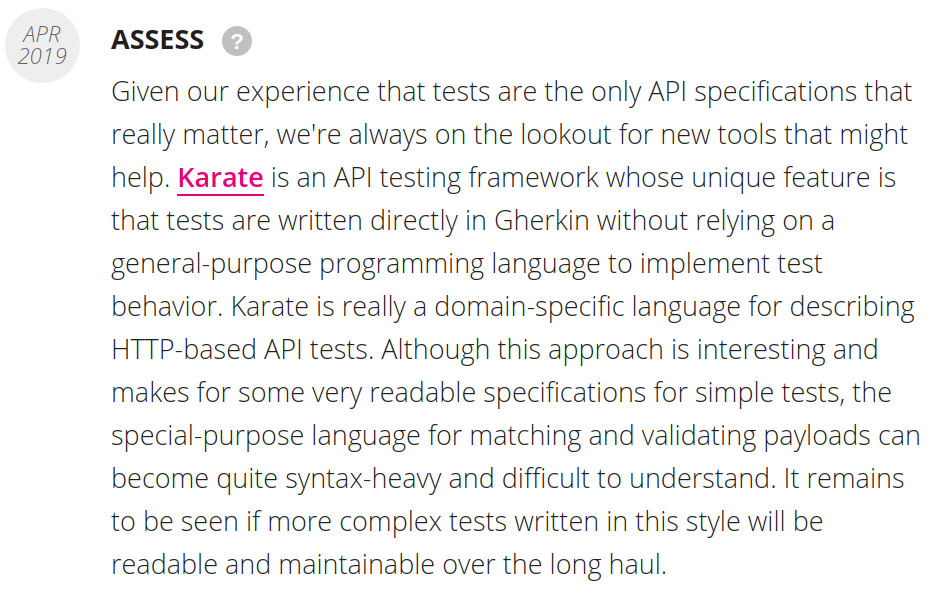 APR
2019
ASSESS ?
Given our experience that tests are the only API specifications that
really matter, we're always on the lookout for new tools that might
help. Karate is an API testing framework whose unique feature is
that tests are written directly in Gherkin without relying on a
general-purpose programming language to implement test
behavior. Karate is really a domain-specific language for describing
HTTP-based API tests. Although this approach is interesting and
makes for some very readable specifications for simple tests, the
special-purpose language for matching and validating payloads can
become quite syntax-heavy and difficult to understand. It remains
to be seen if more complex tests written in this style will be
readable and maintainable over the long haul.